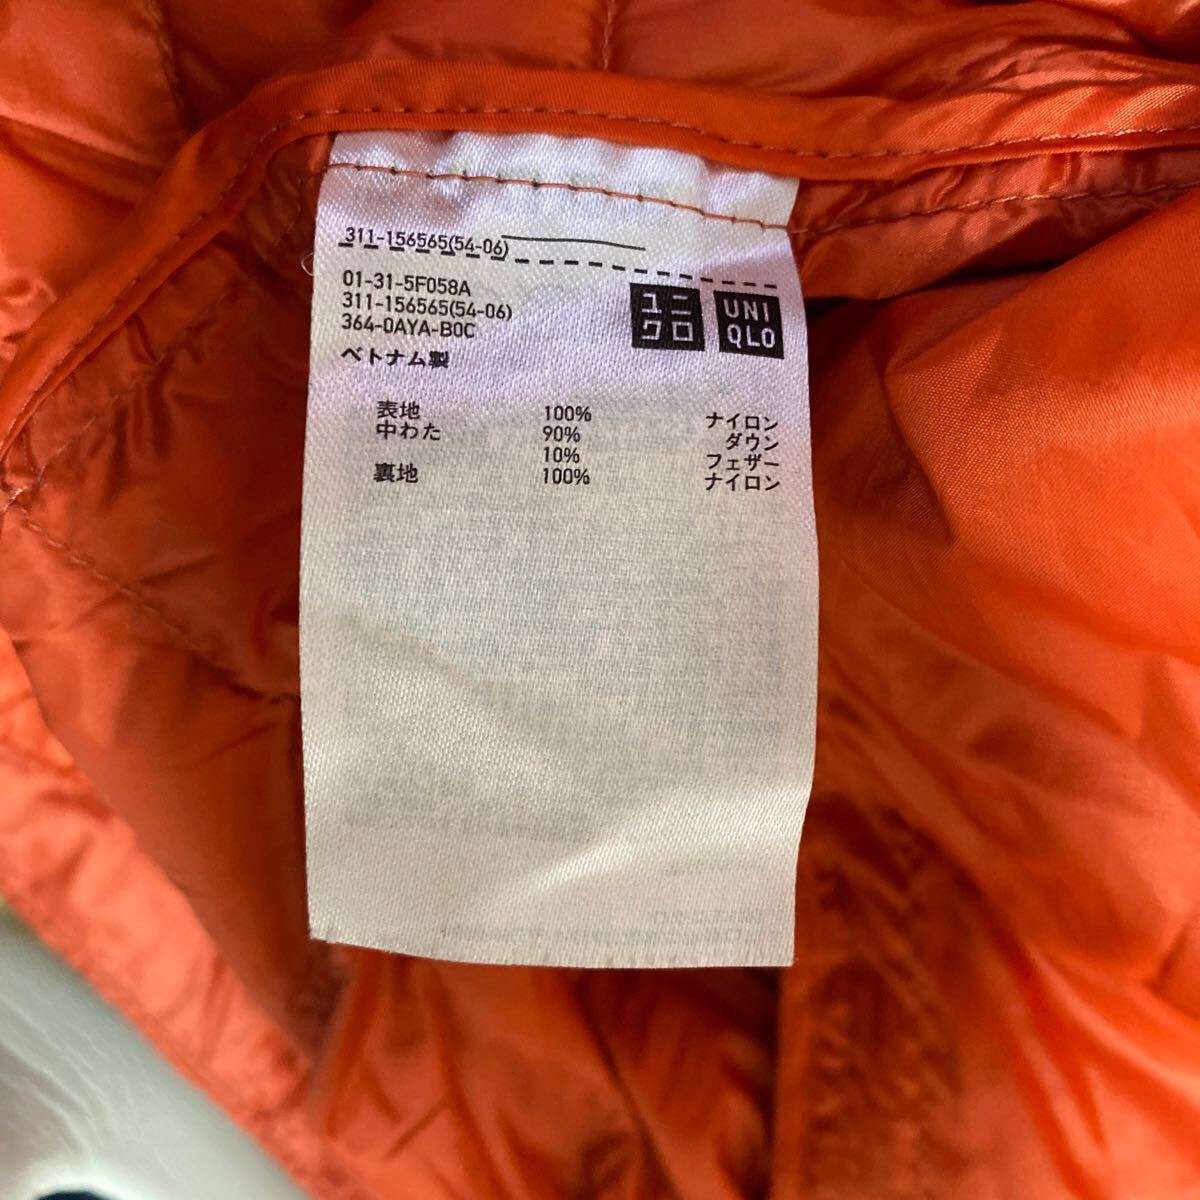 311-156565(54-06)
01-31-5F058A
311-156565(54-06)
364-0AYA-B0C
ベトナム製
ユニ
クロ
UNI
QLO
表地 100% ナイロン
中わた 90% ダウン
10% フェザー
裏地 100% ナイロン